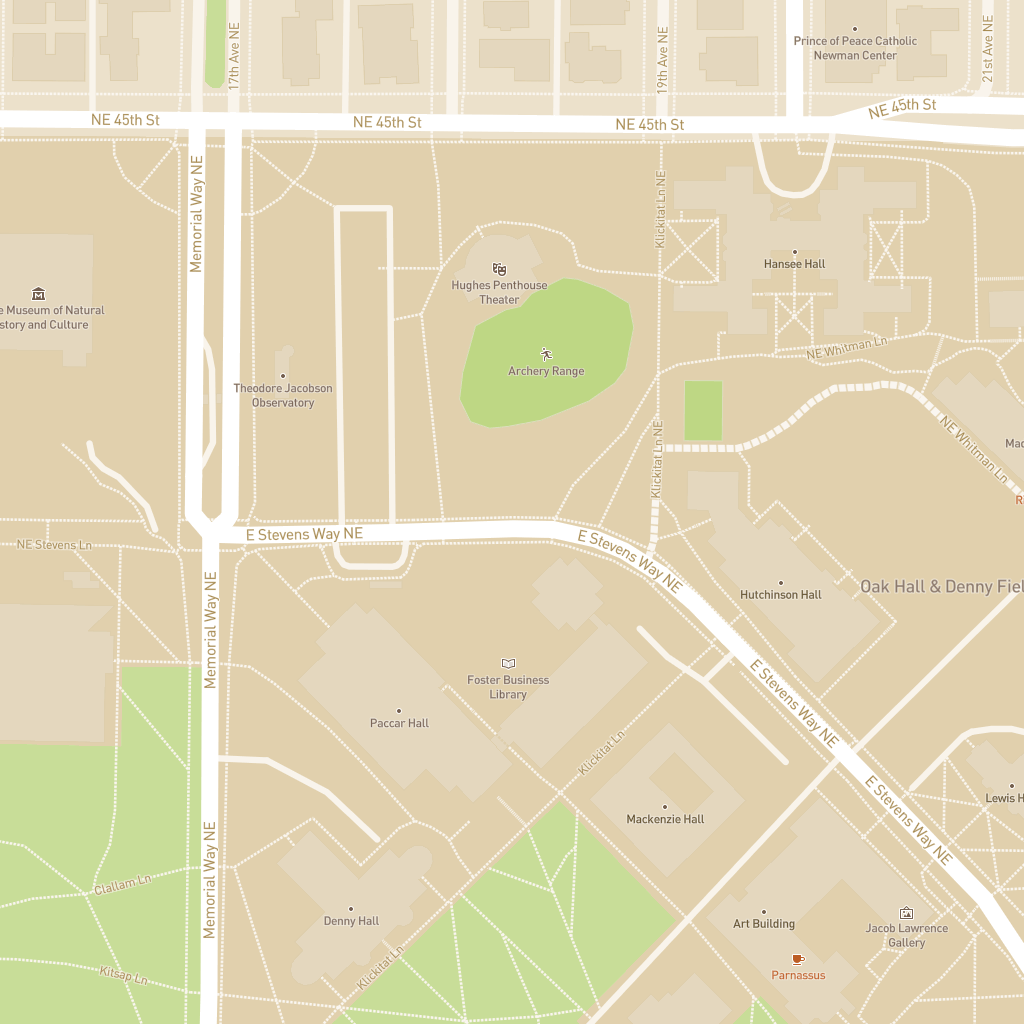 17th Ave NE
19th Ave NE
21st Ave NE
Prince of Peace Catholic
Newman Center
NE 45th St
NE 45th St
NE 45th St
NE 45th St
Memorial Way NE
Klickitat Ln NE
Hansee Hall
Hughes Penthouse
Theater
e Museum of Natural
story and Culture
Archery Range
NE Whitman Ln
Theodore Jacobson
Observatory
NE Whitman Ln
Klickitat Ln NE
Mac
R
E Stevens Way NE
E Stevens Way NE
NE Stevens Ln
Memorial Way NE
Hutchinson Hall
Oak Hall & Denny Fiel
Foster Business
Library
E Stevens Way NE
Paccar Hall
Klickitat Ln
Lewis H
E Stevens Way NE
Mackenzie Hall
Memorial Way NE
Clallam Ln
Denny Hall
Art Building
Jacob Lawrence
Gallery
Klickitat Ln
Kitsap Ln
Parnassus